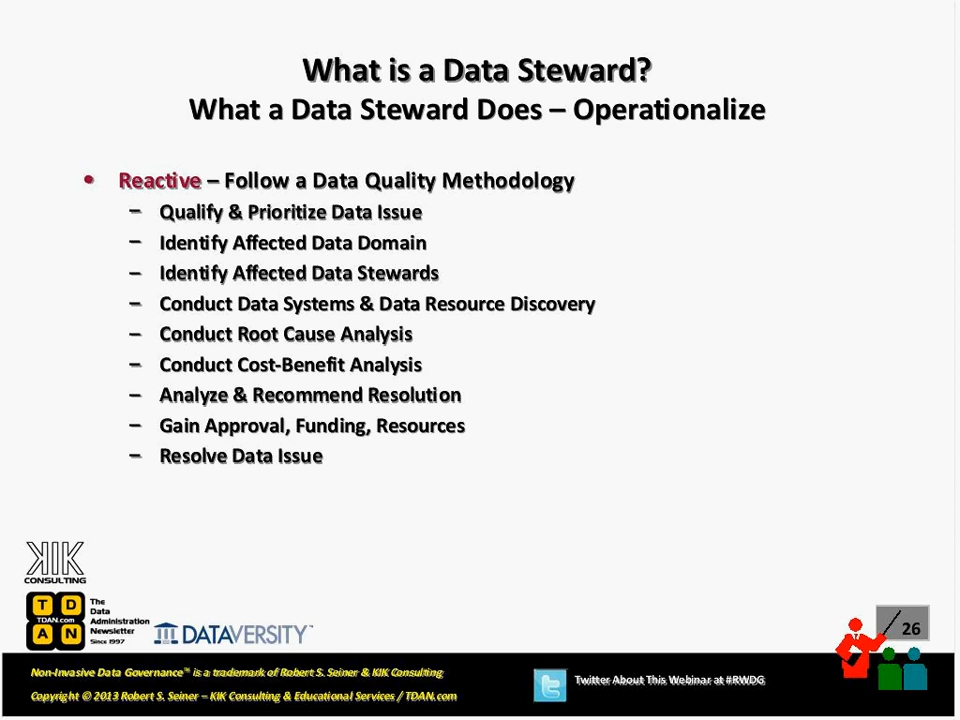 What is a Data Steward?
What a Data Steward Does – Operationalize
• Reactive – Follow a Data Quality Methodology
– Qualify & Prioritize Data Issue
– Identify Affected Data Domain
– Identify Affected Data Stewards
– Conduct Data Systems & Data Resource Discovery
– Conduct Root Cause Analysis
– Conduct Cost-Benefit Analysis
– Analyze & Recommend Resolution
– Gain Approval, Funding, Resources
– Resolve Data Issue
KIK
CONSULTING
T D
TDAN.com
A N
The
Data
Administration
Newsletter
Since 1997
DATAVERSITY™
26
Non-Invasive Data Governance™ is a trademark of Robert S. Seiner & KIK Consulting
Copyright © 2013 Robert S. Seiner – KIK Consulting & Educational Services / TDAN.com
Twitter About This Webinar at #RWDG